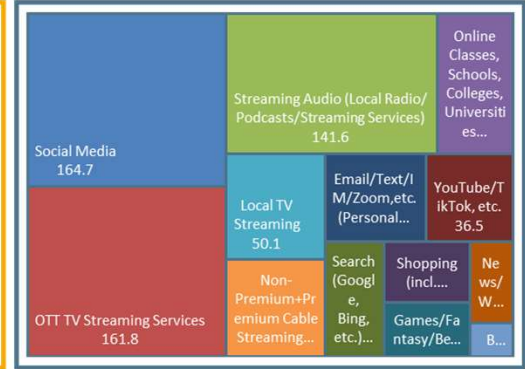 Social Media
164.7
OTT TV Streaming Services
161.8
Streaming Audio (Local Radio/
Podcasts/Streaming Services)
141.6
Online
Classes,
Schools,
Colleges,
Universiti
es...
Local TV
Streaming
50.1
Non-
Premium+Pr
emium Cable
Streaming...
Email/Text/I
M/Zoom,etc.
(Personal...
YouTube/T
ikTok, etc.
36.5
Search
(Googl
e,
Bing,
etc.)...
Shopping
(incl....
Games/Fa
ntasy/Be...
Ne
ws/
W...
B...